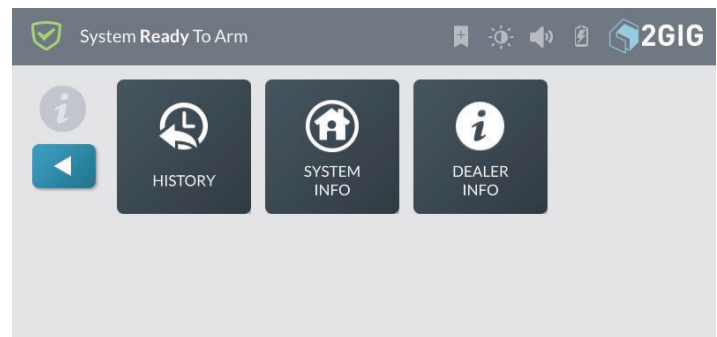 System Ready To Arm
2GIG
HISTORY
SYSTEM
INFO
DEALER
INFO